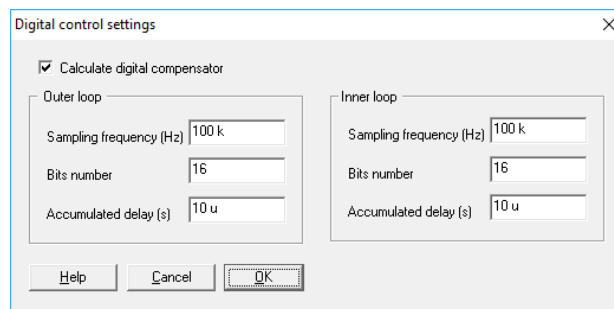 Digital control settings
Calculate digital compensator
Outer loop
Sampling frequency (Hz) 100 k
Bits number 16
Accumulated delay (s) 10 u
Inner loop
Sampling frequency (Hz) 100 k
Bits number 16
Accumulated delay (s) 10 u
Help Cancel OK